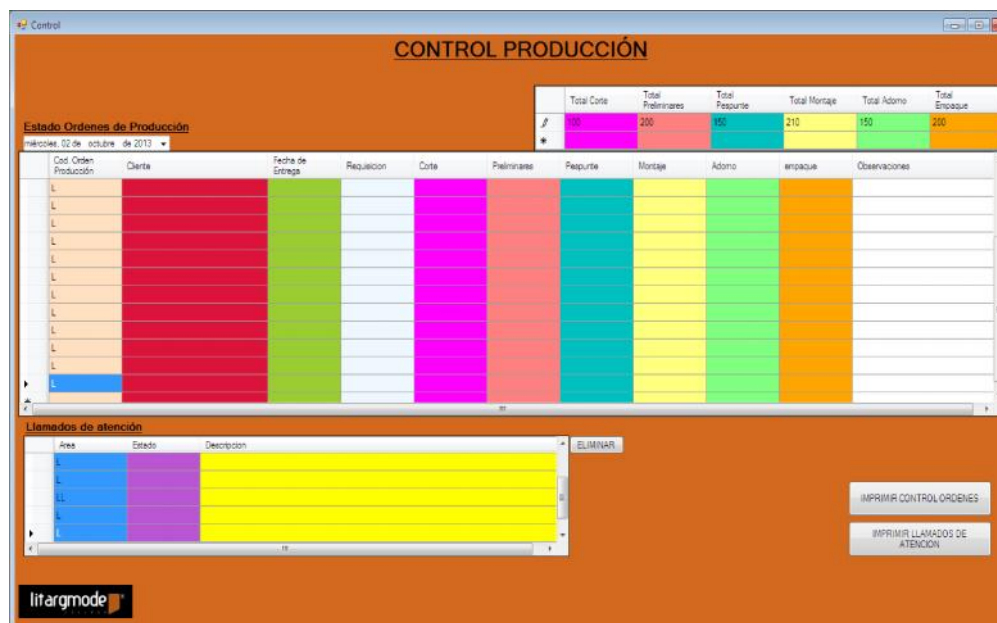 Control
CONTROL PRODUCCIÓN
Total Corte Total Preliminares Total Pespunte Total Montaje Total Adorno Total Empaque
100 200 150 210 150 200
Estado Ordenes de Producción
miércoles, 02 de octubre de 2013
Cod. Orden Producción Cliente Fecha de Entrega Requisicion Corte Preliminares Pespunte Montaje Adorno empaque Observaciones
L
L
L
L
L
L
L
L
L
L
L
L
Llamados de atención
Area Estado Descripcion
ELIMINAR
L
L
LL
L
L
IMPRIMIR CONTROL ORDENES
IMPRIMIR LLAMADOS DE ATENCION
litargmode